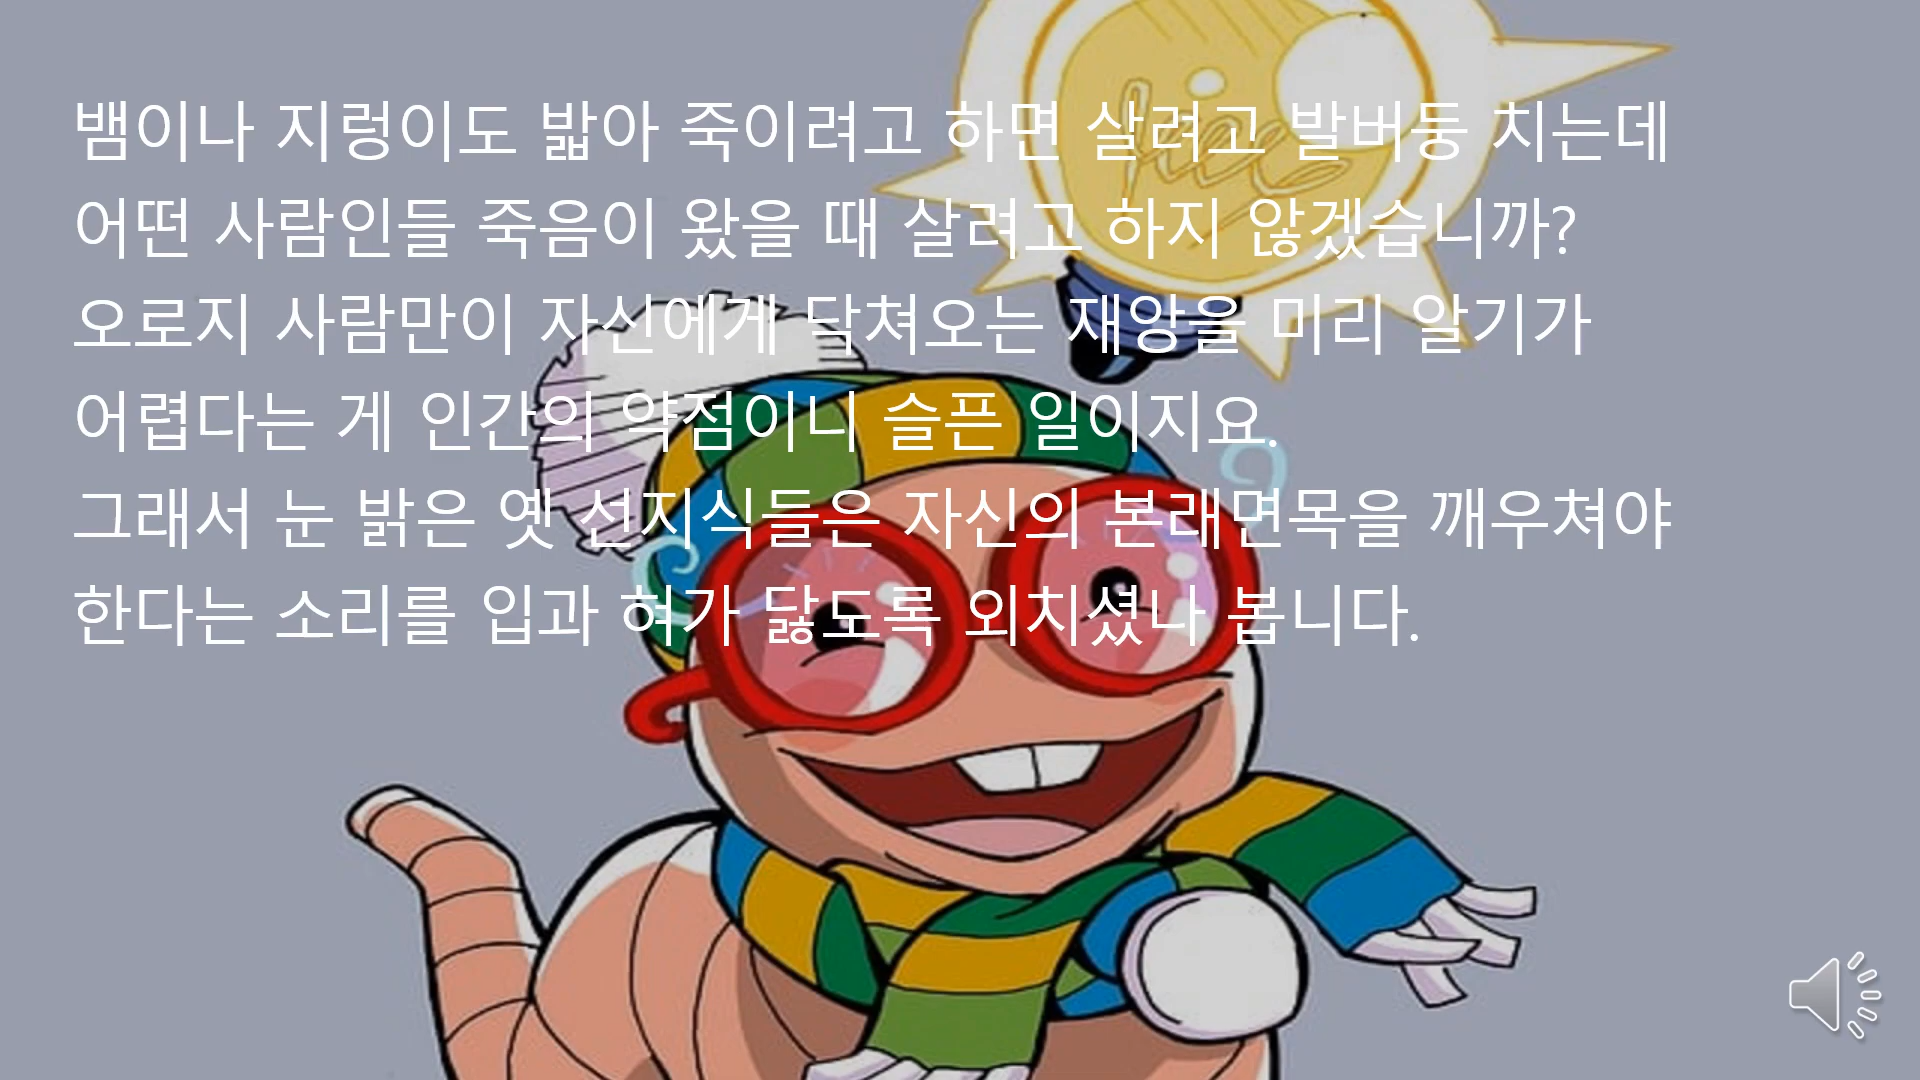 뱀이나 지렁이도 밟아 죽이려고 하면 살려고 발버둥 치는데
어떤 사람인들 죽음이 왔을 때 살려고 하지 않겠습니까?
오로지 사람만이 자신에게 닥쳐오는 재앙을 미리 알기가
어렵다는 게 인간의 약점이니 슬픈 일이지요.
그래서 눈 밝은 옛 선지식들은 자신의 본래면목을 깨우쳐야
한다는 소리를 입과 혀가 닳도록 외치셨나 봅니다.